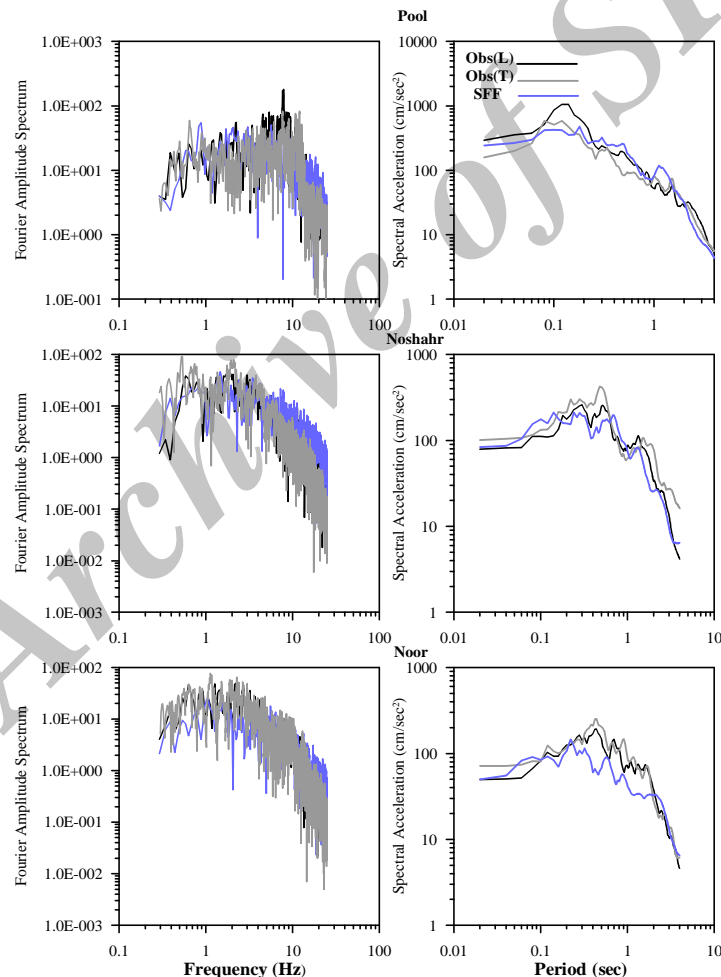 Pool
1.0E+003
1.0E+002
1.0E+001
1.0E+000
1.0E-001
0.1 1 10 100
Fourier Amplitude Spectrum
10000
1000
100
10
1
0.01 0.1 1
Spectral Acceleration (cm/sec²)
Obs(L)
Obs(T)
SFF
Noshahr
1.0E+002
1.0E+001
1.0E+000
1.0E-001
1.0E-002
1.0E-003
0.1 1 10 100
Fourier Amplitude Spectrum
1000
100
10
1
0.01 0.1 1 10
Spectral Acceleration (cm/sec²)
Noor
1.0E+002
1.0E+001
1.0E+000
1.0E-001
1.0E-002
1.0E-003
0.1 1 10 100
Fourier Amplitude Spectrum
Frequency (Hz)
1000
100
10
1
0.01 0.1 1 10
Spectral Acceleration (cm/sec²)
Period (sec)
Archive of